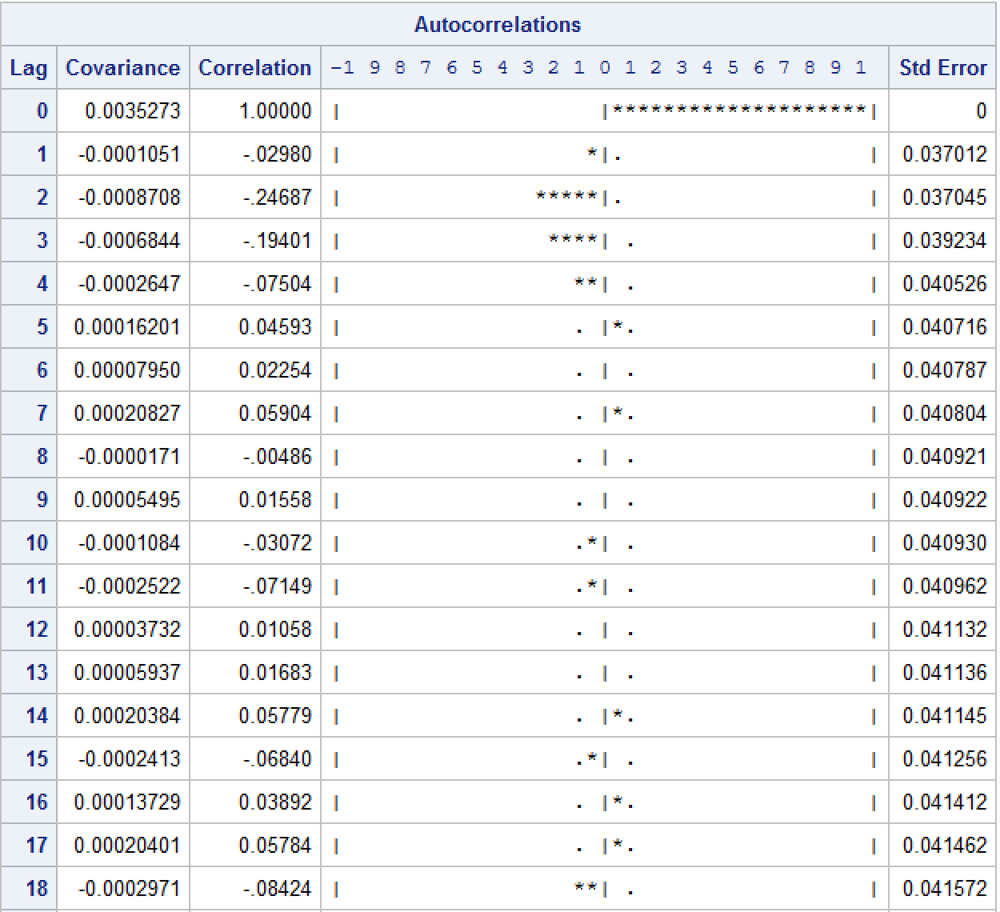 Autocorrelations
Lag Covariance Correlation -1 9 8 7 6 5 4 3 2 1 0 1 2 3 4 5 6 7 8 9 1 Std Error
0 0.0035273 1.00000 | |********************| 0
1 -0.0001051 -.02980 | *|. | 0.037012
2 -0.0008708 -.24687 | *****|. | 0.037045
3 -0.0006844 -.19401 | ****| . | 0.039234
4 -0.0002647 -.07504 | **| . | 0.040526
5 0.00016201 0.04593 | . |*. | 0.040716
6 0.00007950 0.02254 | . | . | 0.040787
7 0.00020827 0.05904 | . |*. | 0.040804
8 -0.0000171 -.00486 | . | . | 0.040921
9 0.00005495 0.01558 | . | . | 0.040922
10 -0.0001084 -.03072 | .*| . | 0.040930
11 -0.0002522 -.07149 | .*| . | 0.040962
12 0.00003732 0.01058 | . | . | 0.041132
13 0.00005937 0.01683 | . | . | 0.041136
14 0.00020384 0.05779 | . |*. | 0.041145
15 -0.0002413 -.06840 | .*| . | 0.041256
16 0.00013729 0.03892 | . |*. | 0.041412
17 0.00020401 0.05784 | . |*. | 0.041462
18 -0.0002971 -.08424 | **| . | 0.041572